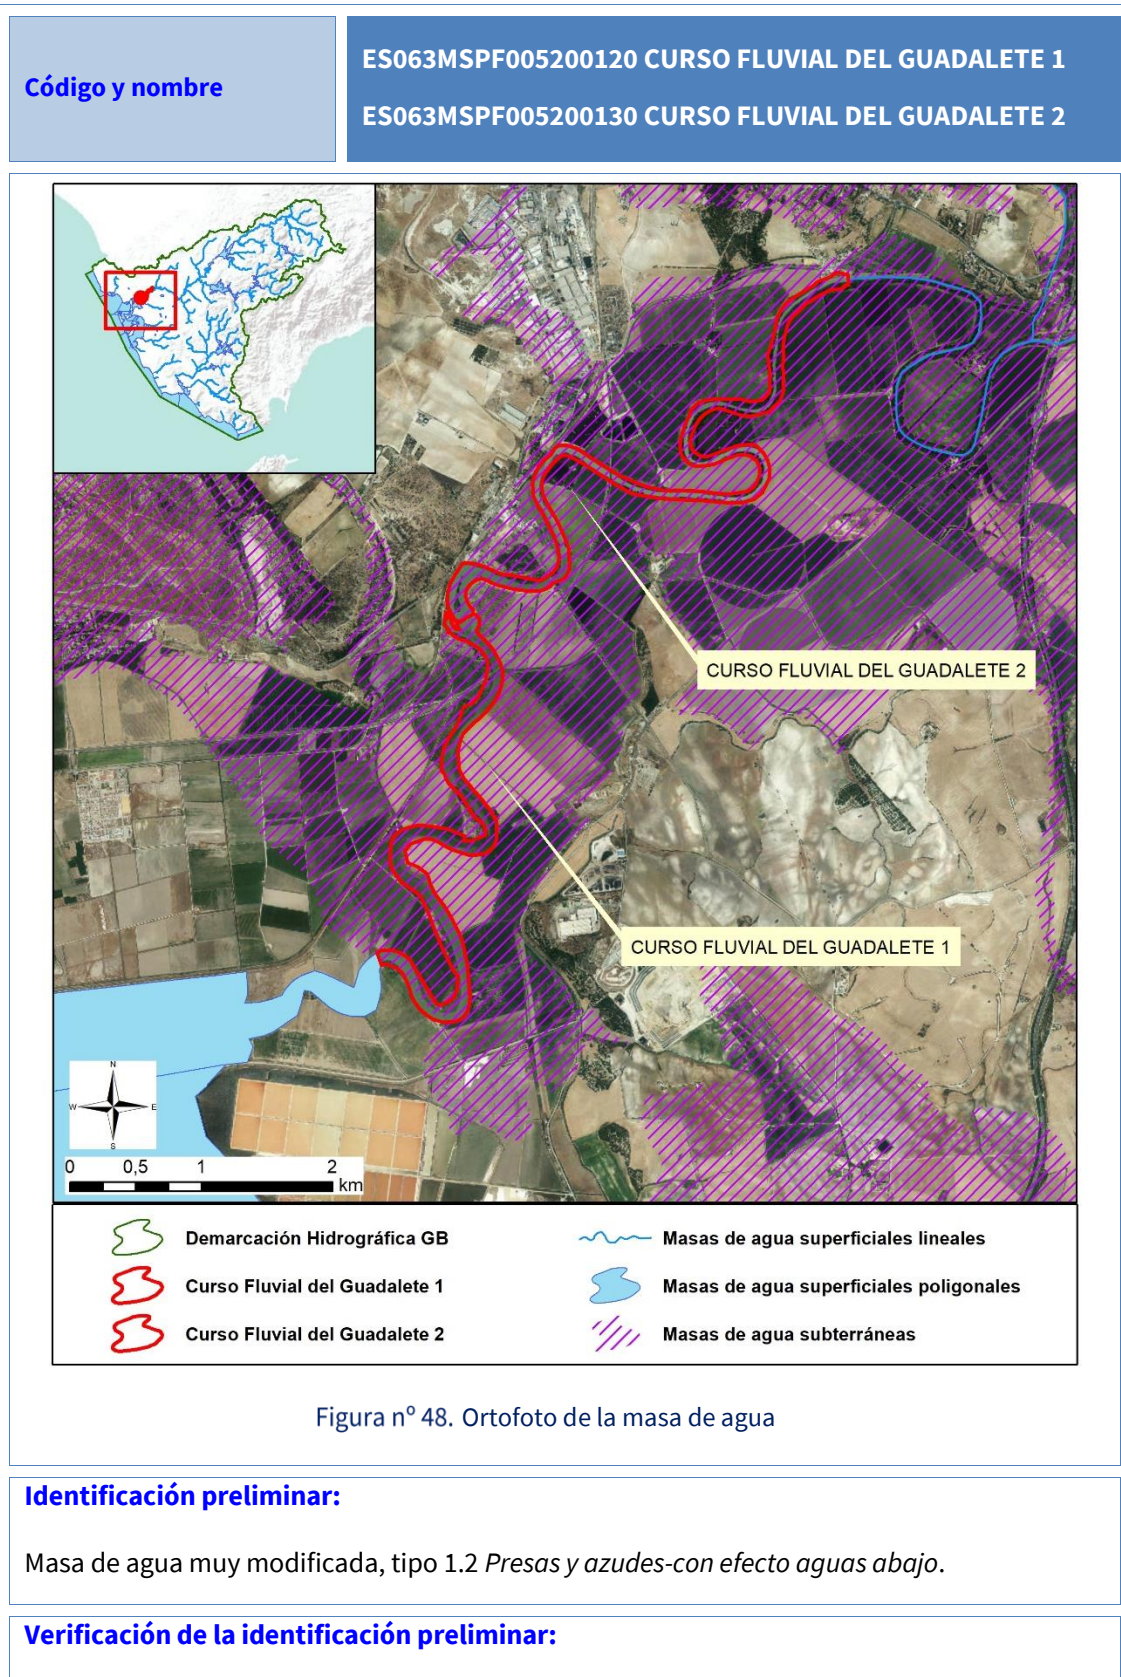 Código y nombre
ES063MSPF005200120 CURSO FLUVIAL DEL GUADALETE 1
ES063MSPF005200130 CURSO FLUVIAL DEL GUADALETE 2
CURSO FLUVIAL DEL GUADALETE 2
CURSO FLUVIAL DEL GUADALETE 1
N
W E
S
0 0,5 1 2
km
Demarcación Hidrográfica GB
Curso Fluvial del Guadalete 1
Curso Fluvial del Guadalete 2
Masas de agua superficiales lineales
Masas de agua superficiales poligonales
Masas de agua subterráneas
Figura nº 48. Ortofoto de la masa de agua
Identificación preliminar:
Masa de agua muy modificada, tipo 1.2 Presas y azudes-con efecto aguas abajo.
Verificación de la identificación preliminar: